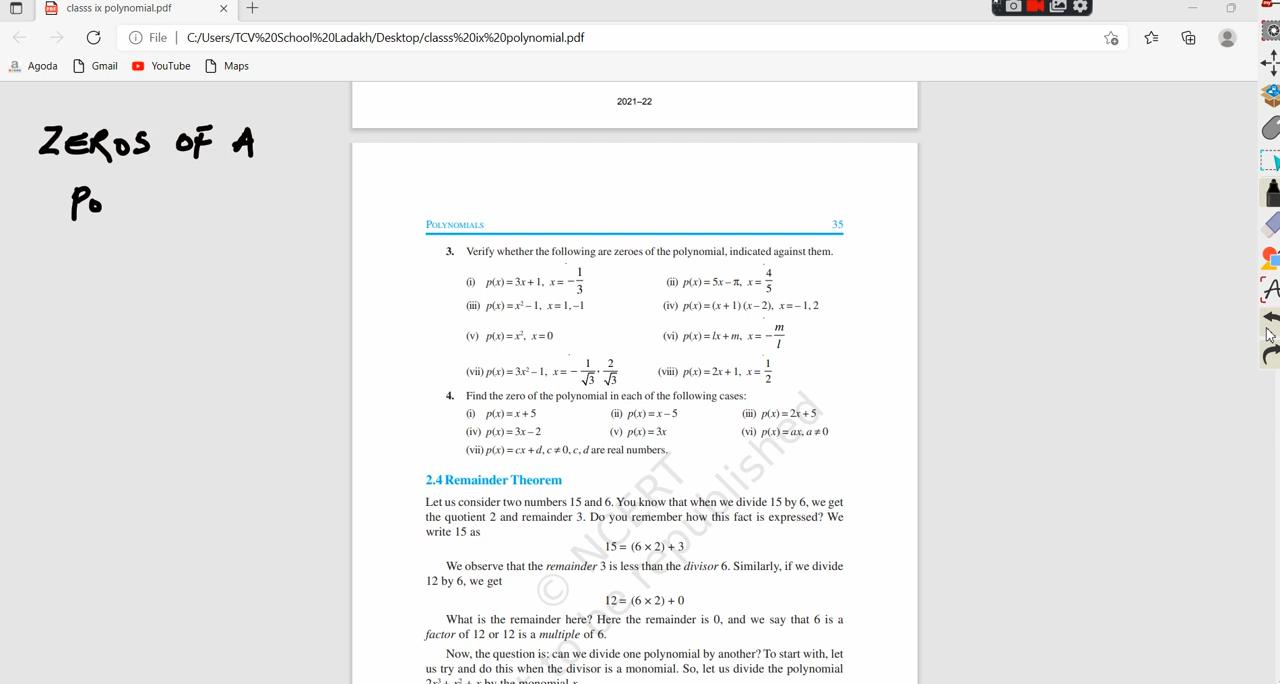 classs ix polynomial.pdf
File | C:/Users/TCV%20School%20Ladakh/Desktop/classs%20ix%20polynomial.pdf
Agoda Gmail YouTube Maps
ZEROS OF A
Po
2021–22
POLYNOMIALS 35
3. Verify whether the following are zeroes of the polynomial, indicated against them.
(i) p(x) = 3x + 1, x = −1/3 (ii) p(x) = 5x – π, x = 4/5
(iii) p(x) = x² – 1, x = 1, –1 (iv) p(x) = (x + 1) (x – 2), x = – 1, 2
(v) p(x) = x², x = 0 (vi) p(x) = lx + m, x = −m/l
(vii) p(x) = 3x² – 1, x = −1/√3, 2/√3 (viii) p(x) = 2x + 1, x = 1/2
4. Find the zero of the polynomial in each of the following cases:
(i) p(x) = x + 5 (ii) p(x) = x – 5 (iii) p(x) = 2x + 5
(iv) p(x) = 3x – 2 (v) p(x) = 3x (vi) p(x) = ax, a ≠ 0
(vii) p(x) = cx + d, c ≠ 0, c, d are real numbers.
2.4 Remainder Theorem
Let us consider two numbers 15 and 6. You know that when we divide 15 by 6, we get
the quotient 2 and remainder 3. Do you remember how this fact is expressed? We
write 15 as
15 = (6 × 2) + 3
We observe that the remainder 3 is less than the divisor 6. Similarly, if we divide
12 by 6, we get
12 = (6 × 2) + 0
What is the remainder here? Here the remainder is 0, and we say that 6 is a
factor of 12 or 12 is a multiple of 6.
Now, the question is: can we divide one polynomial by another? To start with, let
us try and do this when the divisor is a monomial. So, let us divide the polynomial
2x³ + x² + x by the monomial x.
© NCERT
to be republished